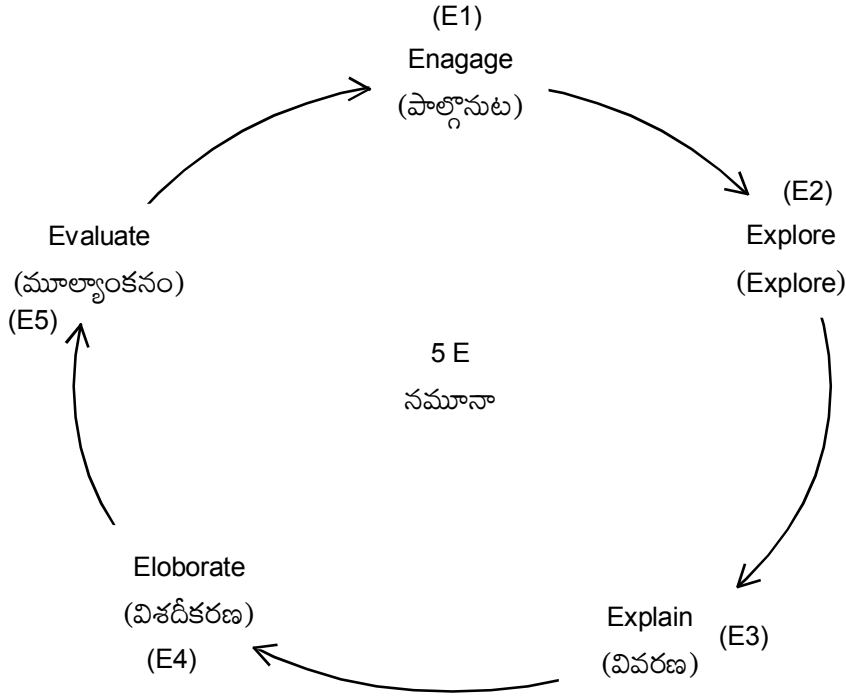 (E1)
Enagage
(పాల్గొనుట)
(E2)
Explore
(Explore)
Evaluate
(మూల్యాంకనం)
(E5)
5 E
నమూనా
Eloborate
(విశదీకరణ)
(E4)
Explain
(E3)
(వివరణ)